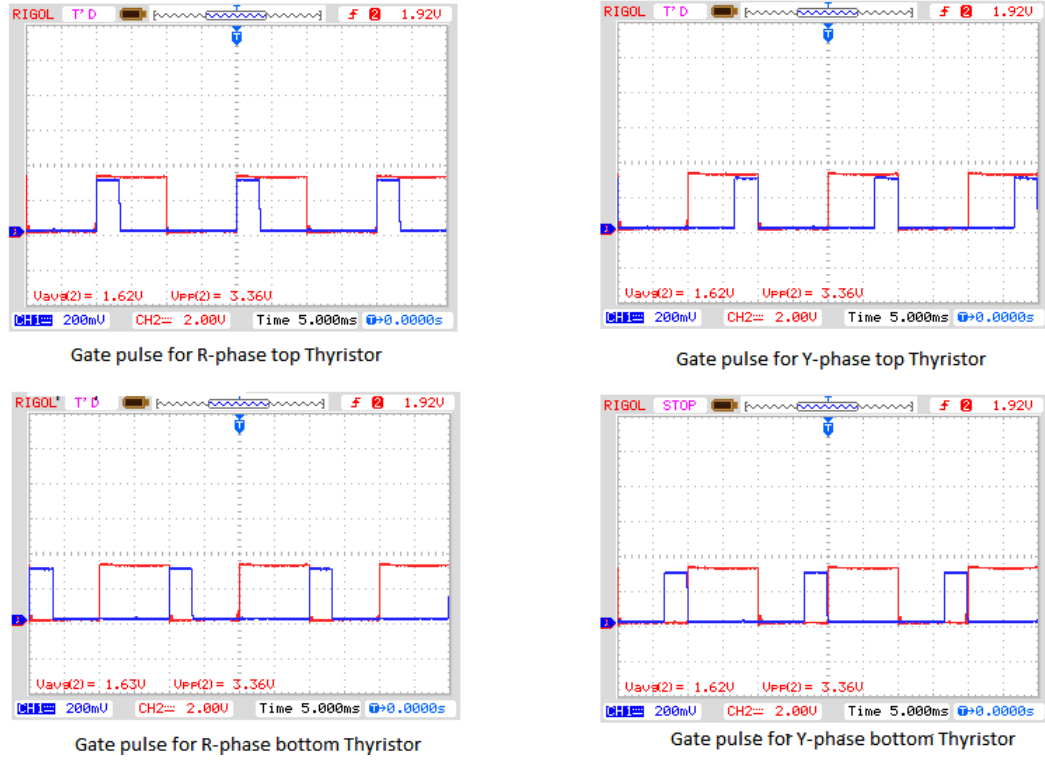 RIGOL T'D T f 2 1.92V
T
1
Vavg(2)= 1.62V Vpp(2)= 3.36V
CH1 200mV CH2 2.00V Time 5.000ms T→0.0000s
Gate pulse for R-phase top Thyristor
RIGOL T'D T f 2 1.92V
T
1
Vavg(2)= 1.62V Vpp(2)= 3.36V
CH1 200mV CH2 2.00V Time 5.000ms T→0.0000s
Gate pulse for Y-phase top Thyristor
RIGOL T'D T f 2 1.92V
T
1
Vavg(2)= 1.63V Vpp(2)= 3.36V
CH1 200mV CH2 2.00V Time 5.000ms T→0.0000s
Gate pulse for R-phase bottom Thyristor
RIGOL STOP T f 2 1.92V
T
1
Vavg(2)= 1.62V Vpp(2)= 3.36V
CH1 200mV CH2 2.00V Time 5.000ms T→0.0000s
Gate pulse for Y-phase bottom Thyristor